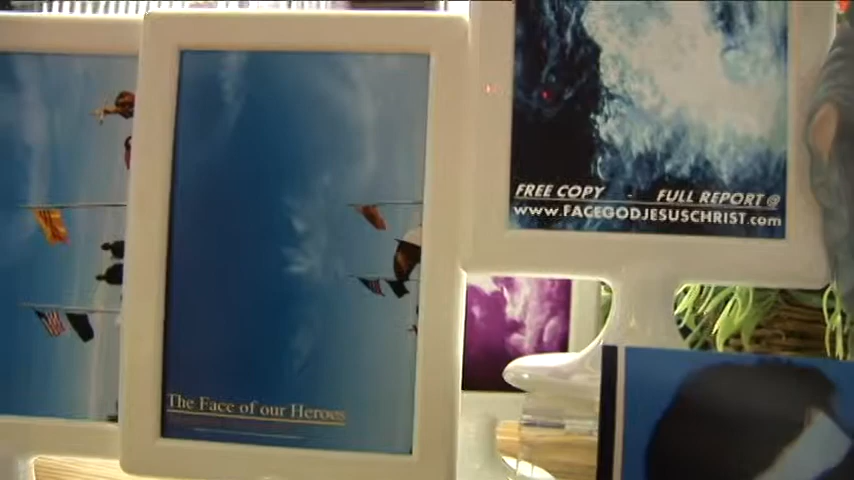 The Face of our Heroes
FREE COPY FULL REPORT @
www.FACEGODJESUSCHRIST.com